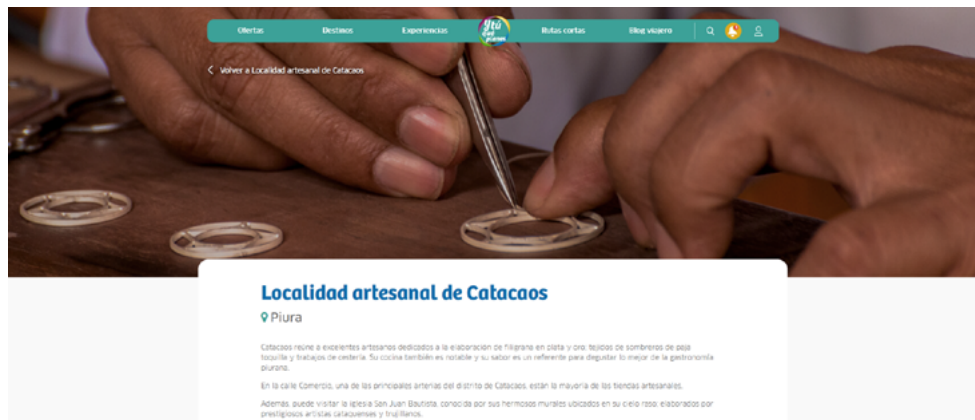 Ofertas
Destinos
Experiencias
Y tú
qué
planes
Rutas cortas
Blog viajero
Volver a Localidad artesanal de Catacaos
Localidad artesanal de Catacaos
Piura
Catacaos reúne a excelentes artesanos dedicados a la elaboración de filigrana en plata y oro, tejidos de sombreros de paja
toquilla y trabajos de cestería. Su cocina también es notable y su sabor es un referente para degustar lo mejor de la gastronomía
piurana.
En la calle Comercio, una de las principales arterias del distrito de Catacaos, están la mayoría de las tiendas artesanales.
Además, puede visitar la iglesia San Juan Bautista, conocida por sus hermosos murales ubicados en su cielo raso, elaborados por
prestigiosos artistas cataquenses y trujillanos.